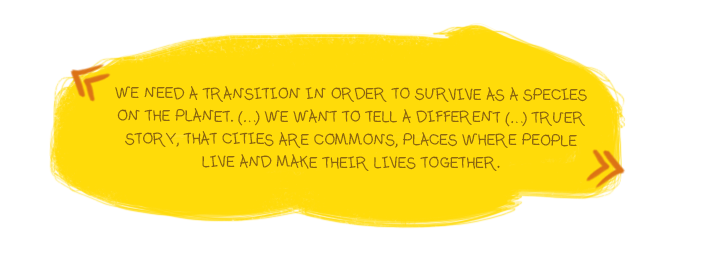 « WE NEED A TRANSITION IN ORDER TO SURVIVE AS A SPECIES
ON THE PLANET. (...) WE WANT TO TELL A DIFFERENT (...) TRUER
STORY, THAT CITIES ARE COMMONS, PLACES WHERE PEOPLE
LIVE AND MAKE THEIR LIVES TOGETHER. »